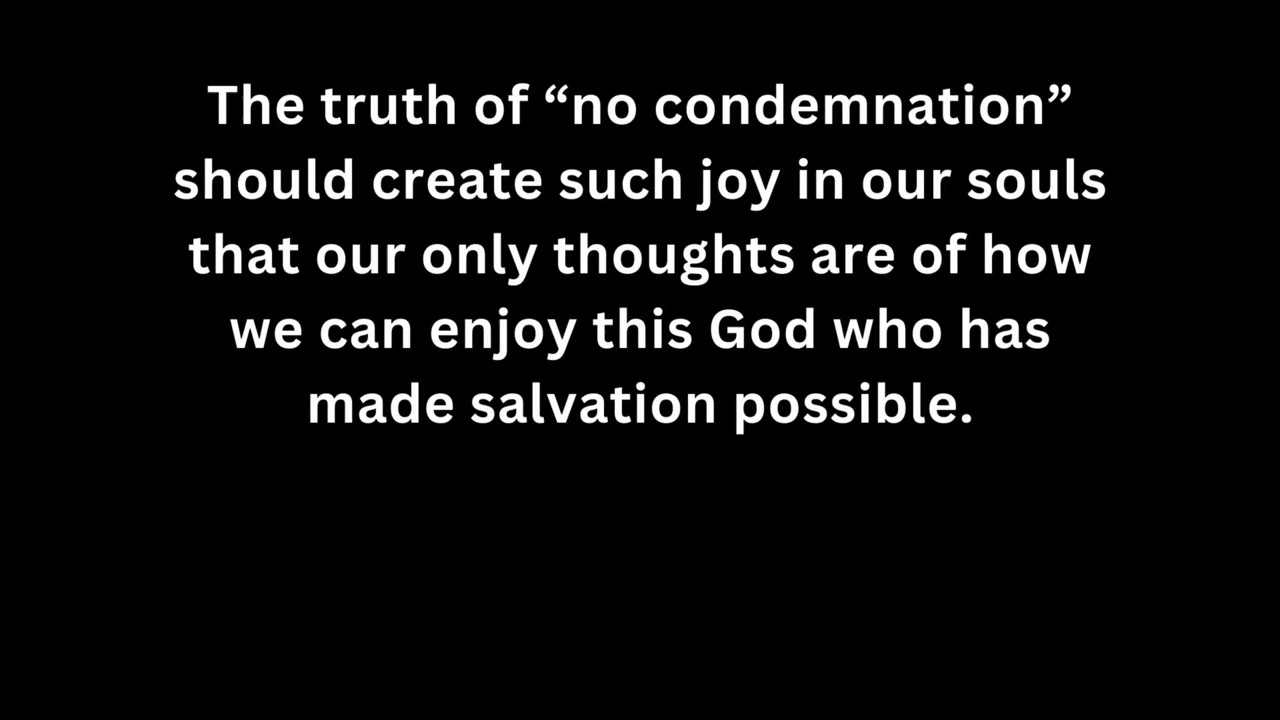 The truth of “no condemnation”
should create such joy in our souls
that our only thoughts are of how
we can enjoy this God who has
made salvation possible.